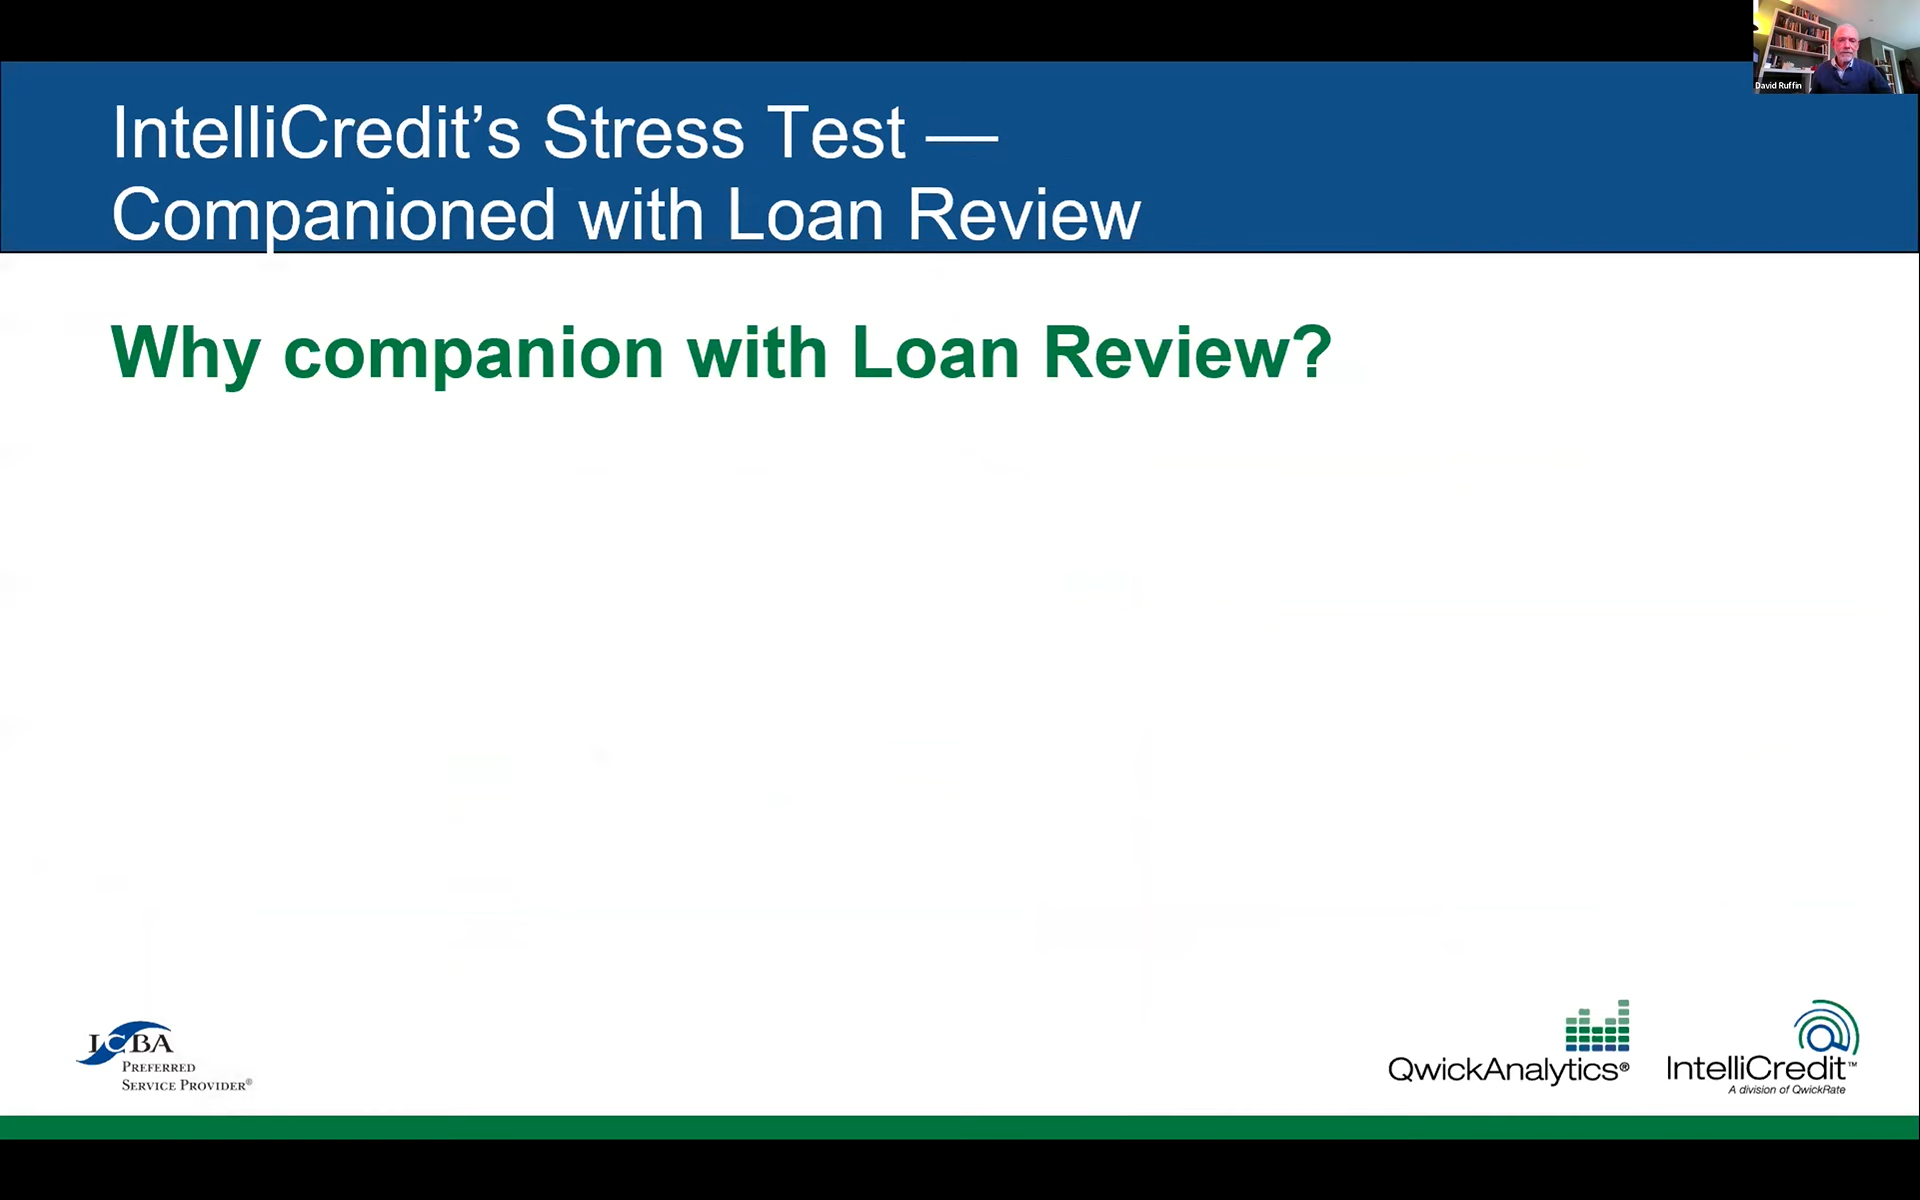 David Ruffin
IntelliCredit’s Stress Test —
Companioned with Loan Review
Why companion with Loan Review?
ICBA
PREFERRED
SERVICE PROVIDER®
QwickAnalytics®
IntelliCredit™
A division of QwickRate